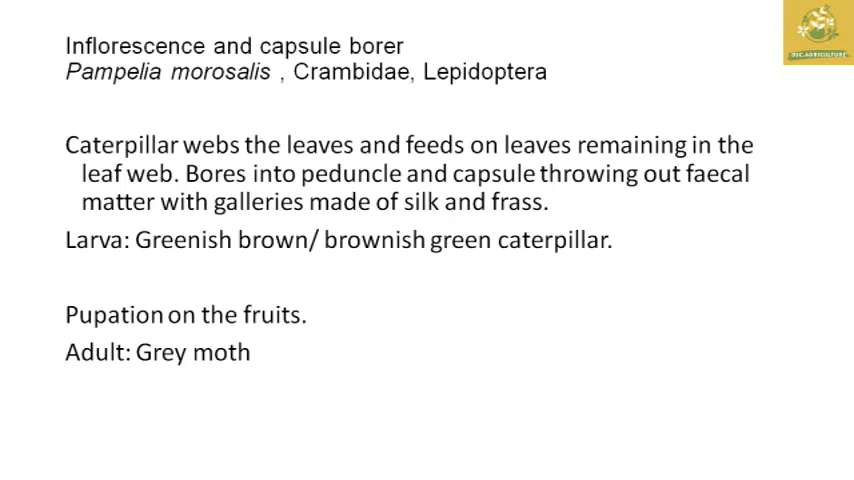 Inflorescence and capsule borer
Pampelia morosalis , Crambidae, Lepidoptera
Caterpillar webs the leaves and feeds on leaves remaining in the
leaf web. Bores into peduncle and capsule throwing out faecal
matter with galleries made of silk and frass.
Larva: Greenish brown/ brownish green caterpillar.
Pupation on the fruits.
Adult: Grey moth